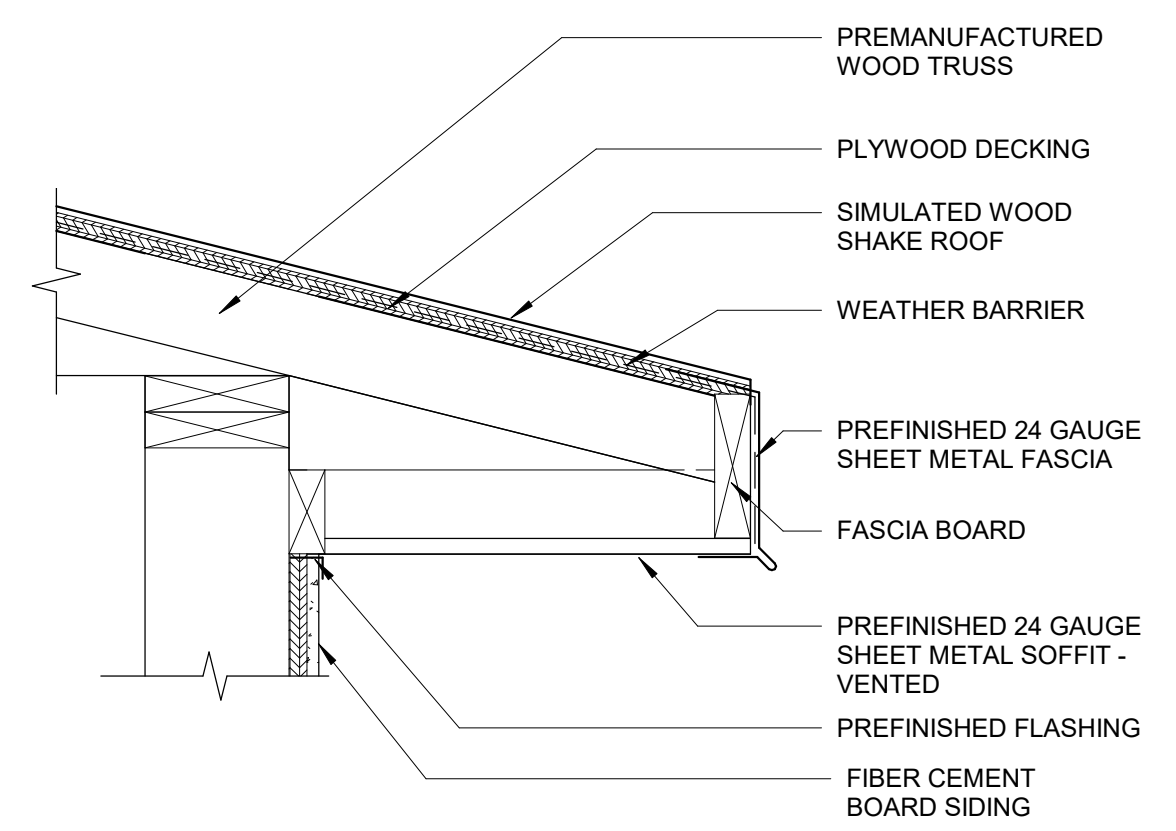 PREMANUFACTURED
WOOD TRUSS
PLYWOOD DECKING
SIMULATED WOOD
SHAKE ROOF
WEATHER BARRIER
PREFINISHED 24 GAUGE
SHEET METAL FASCIA
FASCIA BOARD
PREFINISHED 24 GAUGE
SHEET METAL SOFFIT -
VENTED
PREFINISHED FLASHING
FIBER CEMENT
BOARD SIDING